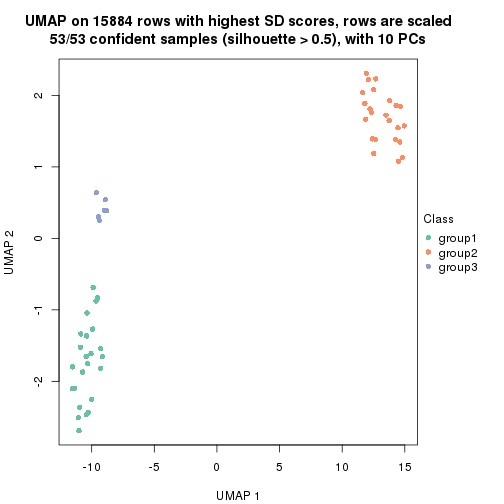 UMAP on 15884 rows with highest SD scores, rows are scaled
53/53 confident samples (silhouette > 0.5), with 10 PCs
UMAP 2
2
1
0
-1
-2
-10
-5
0
5
10
15
UMAP 1
Class
group1
group2
group3